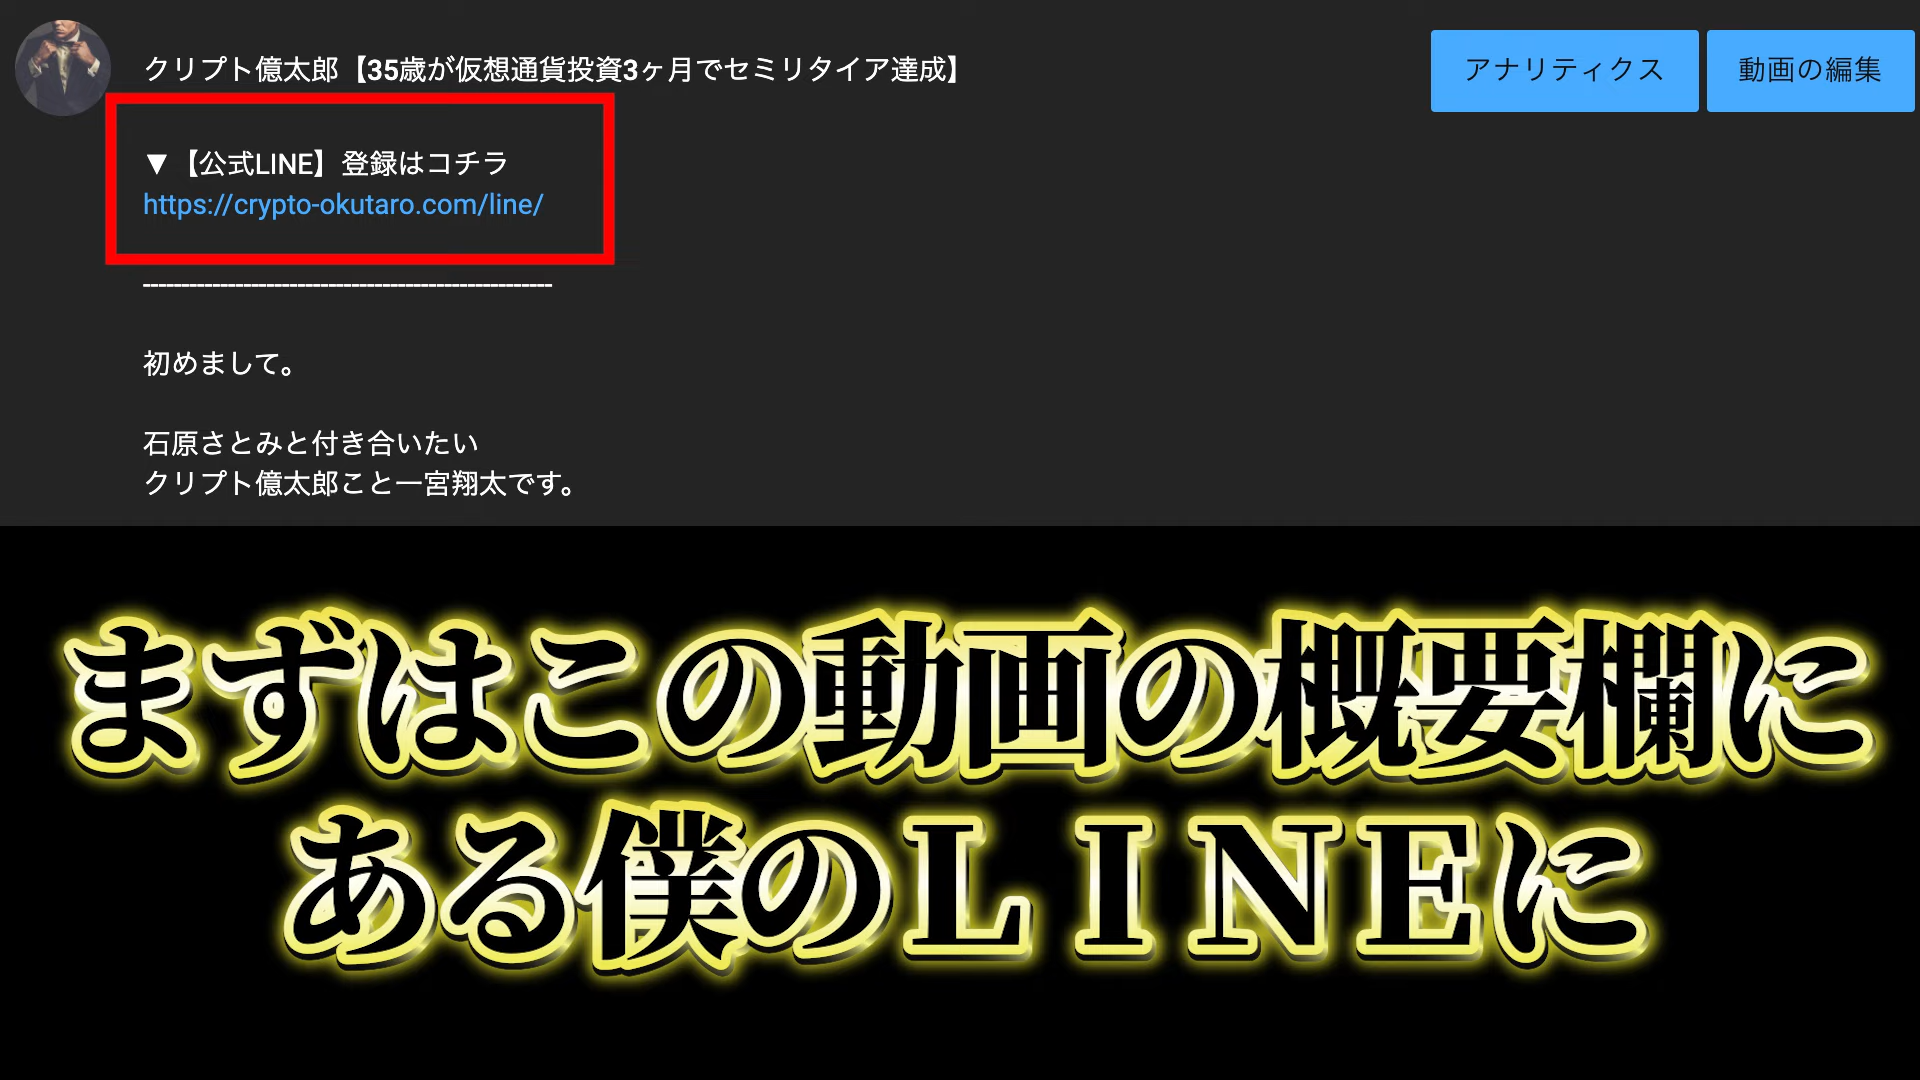 クリプト億太郎【35歳が仮想通貨投資3ヶ月でセミリタイア達成】
アナリティクス
動画の編集
▼【公式LINE】登録はコチラ
https://crypto-okutaro.com/line/
-----------------------------------------------------
初めまして。
石原さとみと付き合いたい
クリプト億太郎こと一宮翔太です。
まずはこの動画の概要欄に
ある僕のLINEに